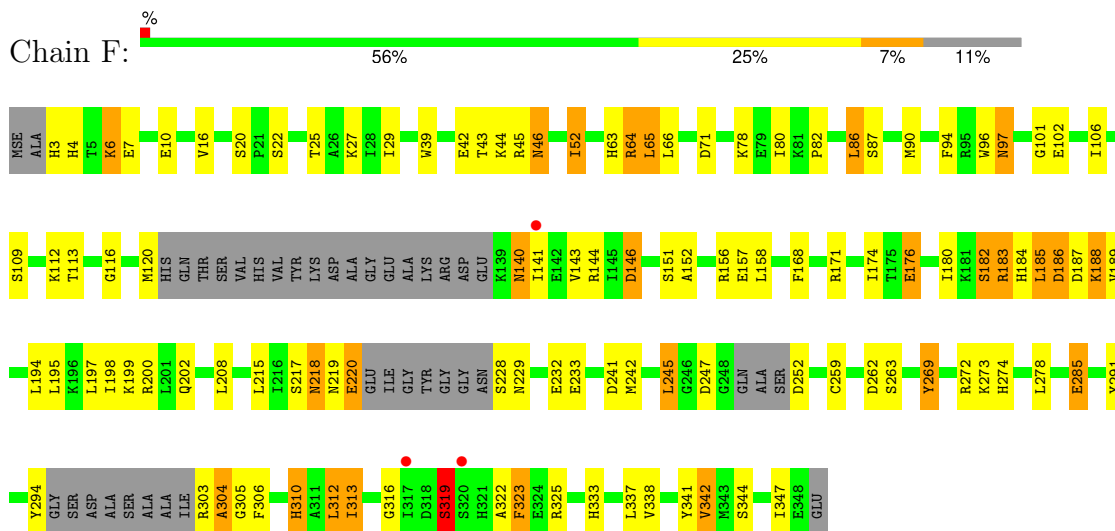 %
Chain F:
56% 25% 7% 11%
MSE ALA H3 H4 T5 K6 E7 E10 V16 S20 P21 S22 T25 A26 K27 I28 I29 W39 E42 T43 K44 R45 N46 I52 H63 R64 L65 L66 D71 K78 E79 I80 K81 P82 L86 S87 M90 F94 R95 W96 N97 G101 E102 I106
S109 K112 T113 G116 M120 HIS GLN THR SER VAL HIS VAL TYR LYS ASP ALA GLY GLU ALA LYS ARG ASP GLU K139 N140 I141 E142 V143 R144 I145 D146 S151 A152 R156 E157 L158 F168 R171 I174 T175 E176 I180 K181 S182 R183 H184 L185 D186 D187 K188
L194 L195 K196 L197 I198 K199 R200 L201 Q202 L208 L215 I216 S217 N218 N219 E220 GLU ILE GLY TYR GLY GLY ASN S228 N229 E232 E233 D241 M242 L245 G246 D247 G248 GLN ALA SER D252 C259 D262 S263 Y269 R272 K273 H274 L278 E285
Y294 GLY SER ASP ALA SER ALA ALA ILE R303 A304 G305 F306 H310 A311 L312 I313 G316 I317 D318 S319 S320 H321 A322 F323 E324 R325 H333 L337 V338 Y341 V342 M343 S344 I347 E348 GLU